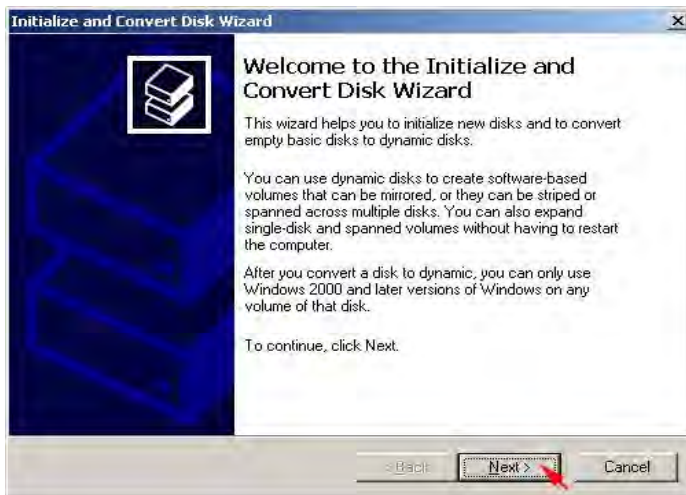 Initialize and Convert Disk Wizard
Welcome to the Initialize and
Convert Disk Wizard
This wizard helps you to initialize new disks and to convert
empty basic disks to dynamic disks.
You can use dynamic disks to create software-based
volumes that can be mirrored, or they can be striped or
spanned across multiple disks. You can also expand
single-disk and spanned volumes without having to restart
the computer.
After you convert a disk to dynamic, you can only use
Windows 2000 and later versions of Windows on any
volume of that disk.
To continue, click Next.
< Back Next > Cancel